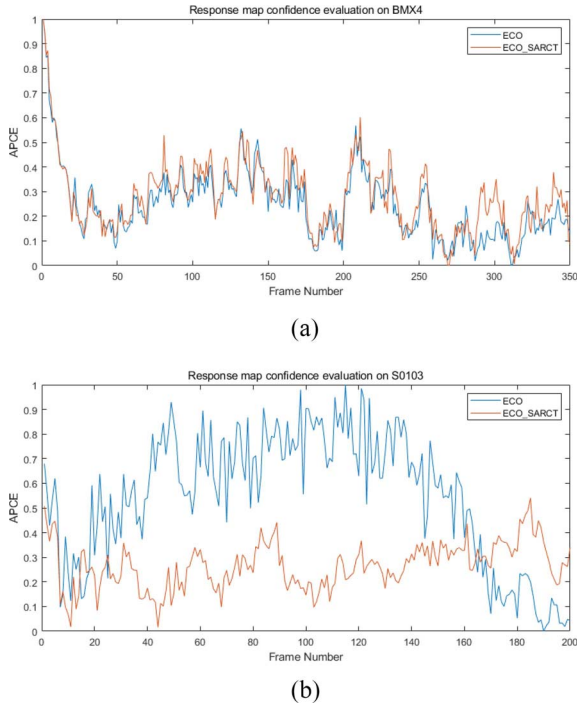 Response map confidence evaluation on BMX4
ECO
ECO_SARCT
1
0.9
0.8
0.7
0.6
0.5
0.4
0.3
0.2
0.1
0
APCE
0 50 100 150 200 250 300 350
Frame Number
(a)
Response map confidence evaluation on S0103
ECO
ECO_SARCT
1
0.9
0.8
0.7
0.6
0.5
0.4
0.3
0.2
0.1
0
APCE
0 20 40 60 80 100 120 140 160 180 200
Frame Number
(b)